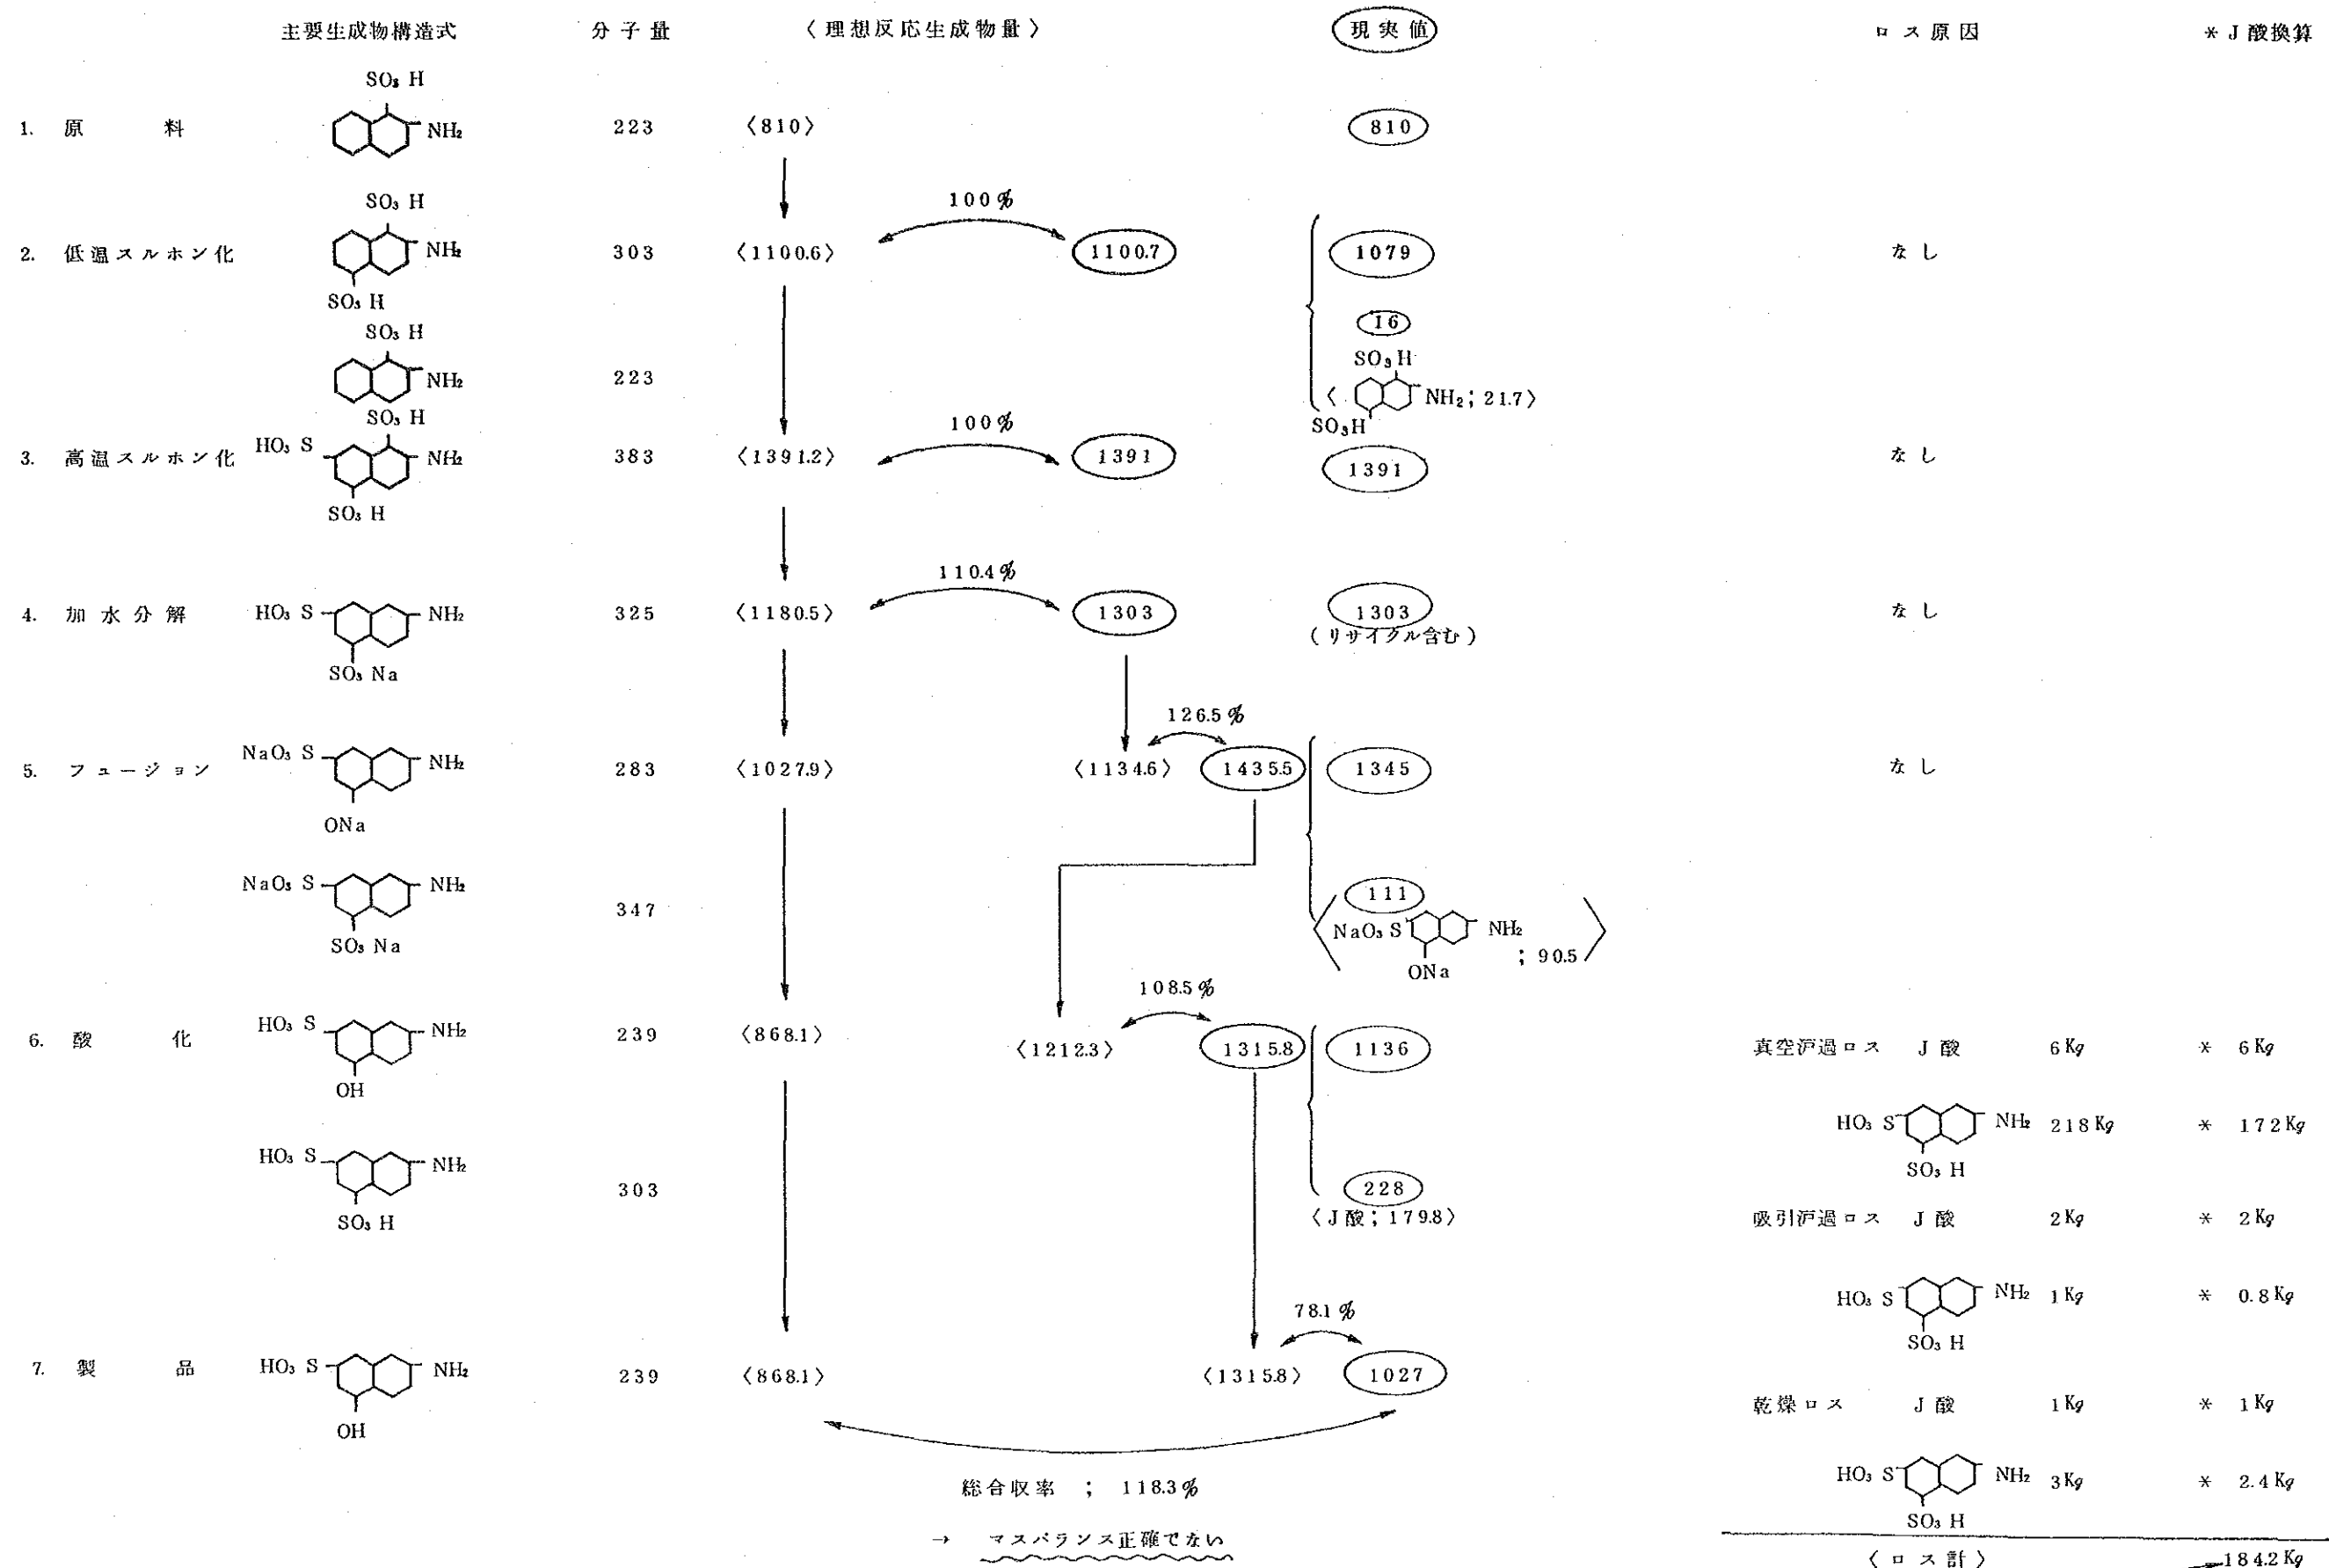 主要生成物構造式 分子量 〈理想反応生成物量〉 現実値 ロス原因 *J酸換算
SO₃H
1. 原料 NH₂ 223 〈810〉 810
SO₃H 100%
2. 低温スルホン化 NH₂ 303 〈1100.6〉 1100.7 1079 なし
SO₃H
16
SO₃H SO₃H
NH₂ 223 〈 NH₂; 21.7〉
SO₃H 100% SO₃H
3. 高温スルホン化 HO₃S NH₂ 383 〈1391.2〉 1391 1391 なし
SO₃H
110.4%
4. 加水分解 HO₃S NH₂ 325 〈1180.5〉 1303 1303 なし
(リサイクル含む)
SO₃Na
126.5%
5. フュージョン NaO₃S NH₂ 283 〈1027.9〉 〈1134.6〉 1435.5 1345 なし
ONa
NaO₃S NH₂ 111
347
SO₃Na 〈 NaO₃S NH₂
ONa ; 90.5〉
108.5%
6. 酸化 HO₃S NH₂ 239 〈868.1〉 〈1212.3〉 1315.8 1136 真空沪過ロス J酸 6Kg * 6Kg
OH
HO₃S NH₂ 218Kg * 172Kg
SO₃H
HO₃S NH₂
303 228
SO₃H 〈J酸; 179.8〉 吸引沪過ロス J酸 2Kg * 2Kg
HO₃S NH₂ 1Kg * 0.8Kg
SO₃H
78.1%
7. 製品 HO₃S NH₂ 239 〈868.1〉 〈1315.8〉 1027
OH
乾燥ロス J酸 1Kg * 1Kg
総合収率 ; 118.3% HO₃S NH₂ 3Kg * 2.4Kg
SO₃H
→ マスバランス正確でない
〈ロス計〉 184.2Kg